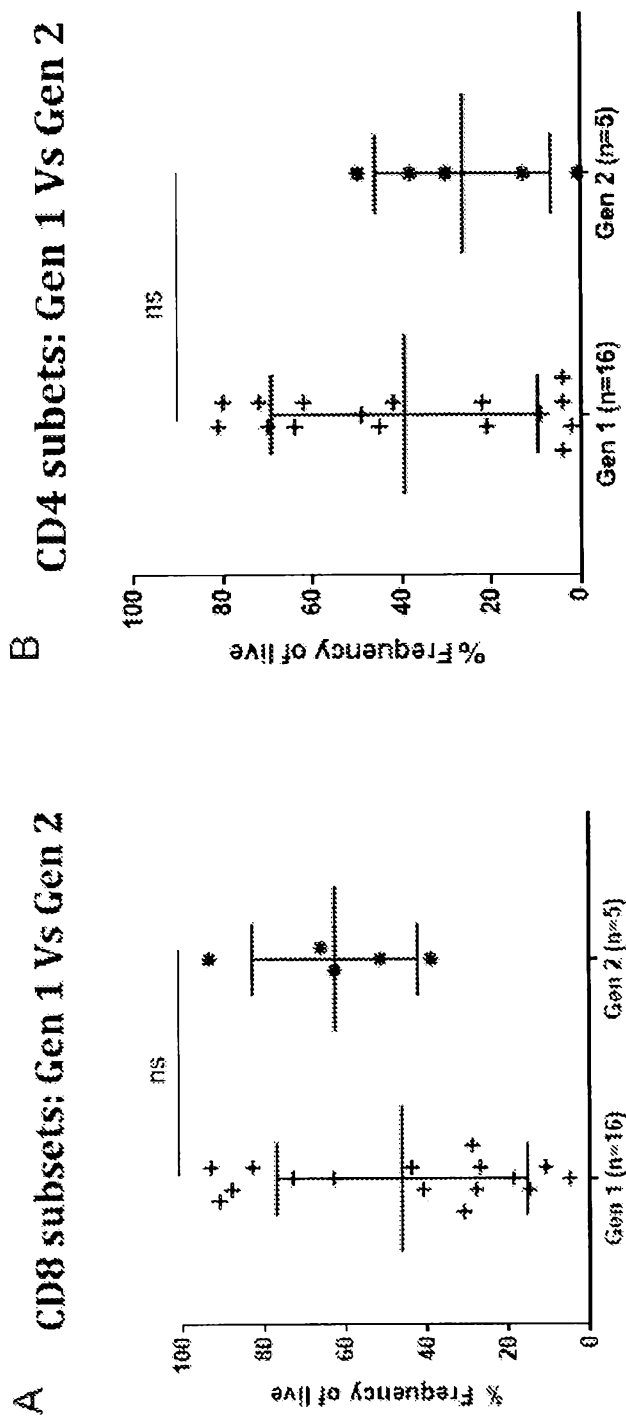 A
CD8 subsets: Gen 1 Vs Gen 2
ns
100
80
60
40
20
0
% Frequency of live
Gen 1 (n=16)
Gen 2 (n=5)
B
CD4 subets: Gen 1 Vs Gen 2
ns
100
80
60
40
20
0
% Frequency of live
Gen 1 (n=16)
Gen 2 (n=5)